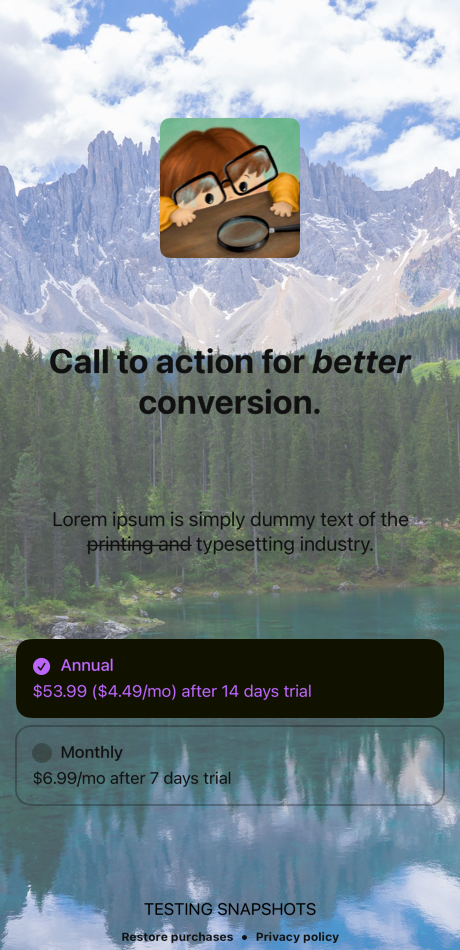 Call to action for better
conversion.
Lorem ipsum is simply dummy text of the
printing and typesetting industry.
Annual
$53.99 ($4.49/mo) after 14 days trial
Monthly
$6.99/mo after 7 days trial
TESTING SNAPSHOTS
Restore purchases • Privacy policy